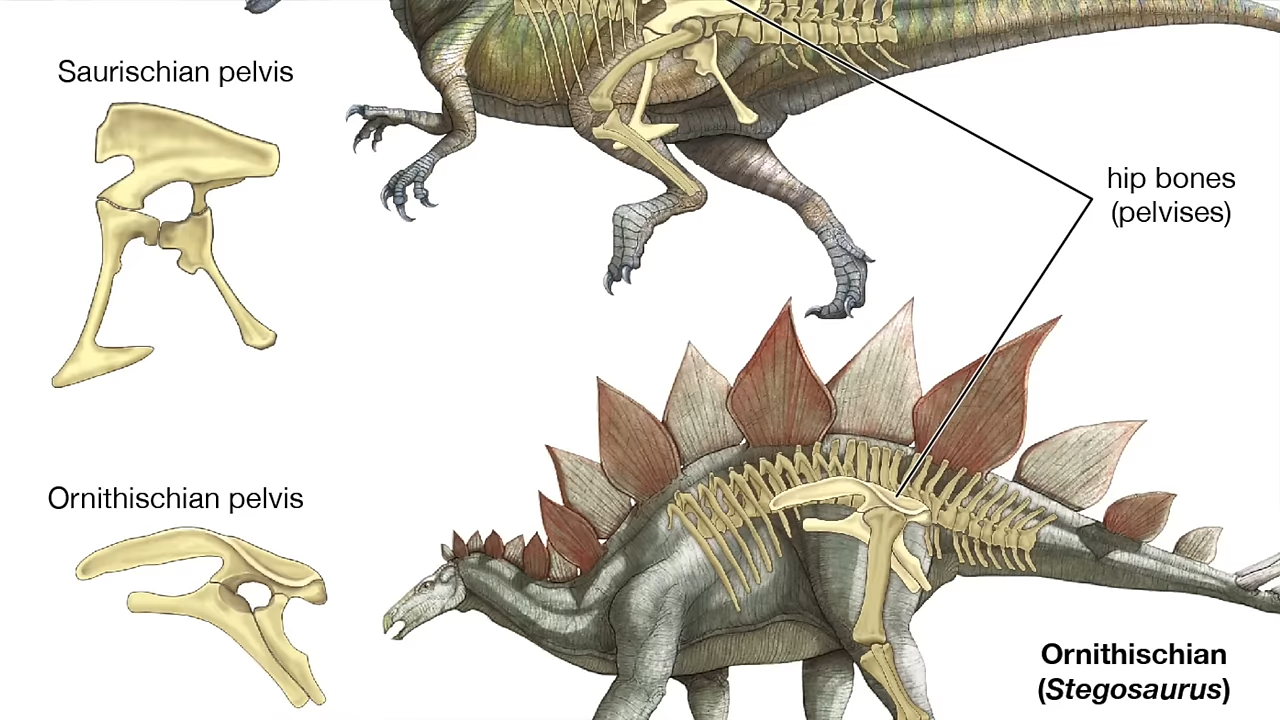 Saurischian pelvis
hip bones
(pelvises)
Ornithischian pelvis
Ornithischian
(Stegosaurus)